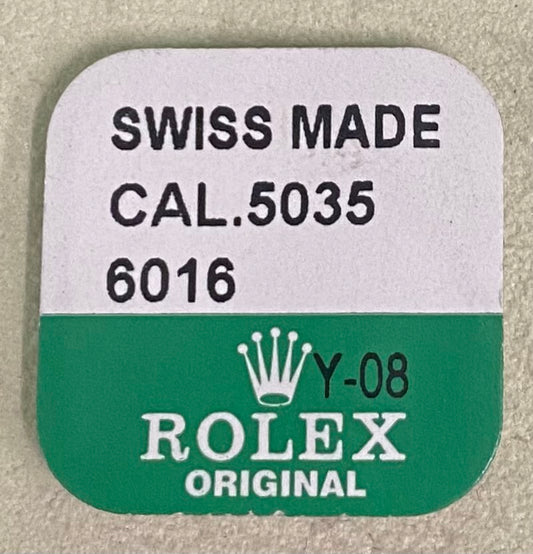 SWISS MADE
CAL.5035
6016
Y-08
ROLEX
ORIGINAL